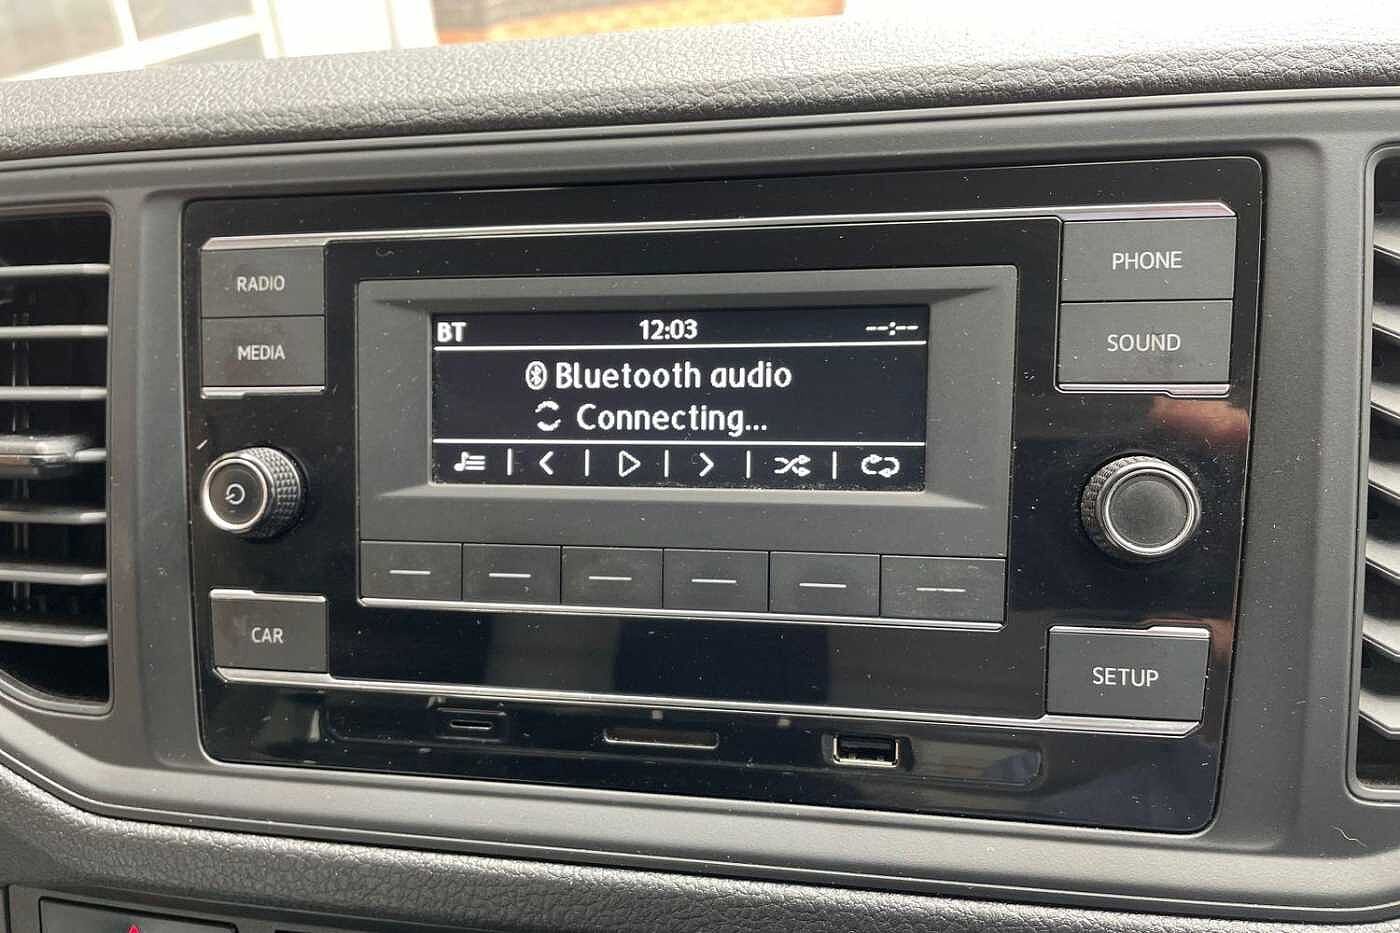 RADIO
MEDIA
BT 12:03 --:--
Bluetooth audio
Connecting...
PHONE
SOUND
CAR
SETUP